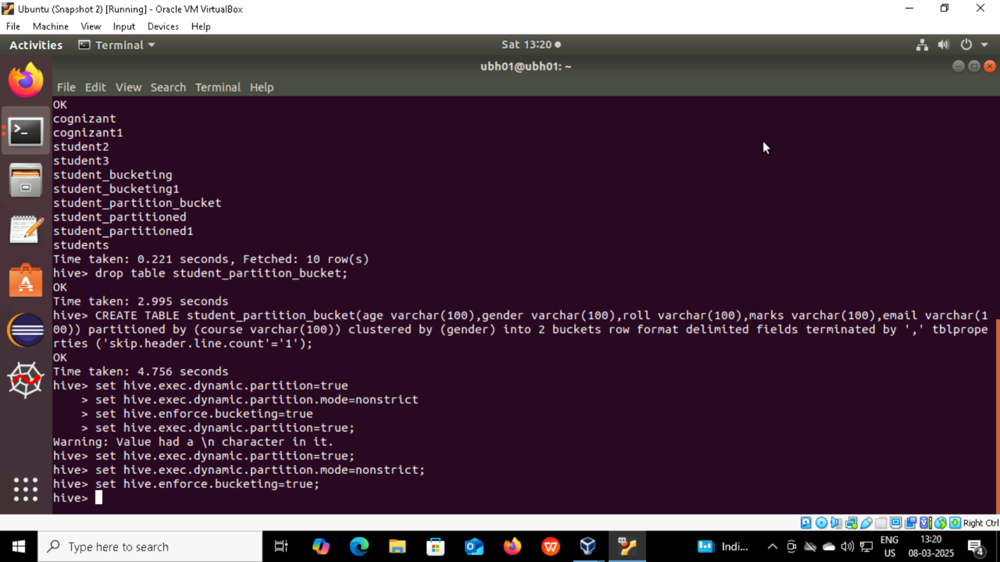 Ubuntu (Snapshot 2) [Running] - Oracle VM VirtualBox
File Machine View Input Devices Help
Activities Terminal Sat 13:20
ubh01@ubh01: ~
File Edit View Search Terminal Help
OK
cognizant
cognizant1
student2
student3
student_bucketing
student_bucketing1
student_partition_bucket
student_partitioned
student_partitioned1
students
Time taken: 0.221 seconds, Fetched: 10 row(s)
hive> drop table student_partition_bucket;
OK
Time taken: 2.995 seconds
hive> CREATE TABLE student_partition_bucket(age varchar(100),gender varchar(100),roll varchar(100),marks varchar(100),email varchar(1
00)) partitioned by (course varchar(100)) clustered by (gender) into 2 buckets row format delimited fields terminated by ',' tblprope
rties ('skip.header.line.count'='1');
OK
Time taken: 4.756 seconds
hive> set hive.exec.dynamic.partition=true
    > set hive.exec.dynamic.partition.mode=nonstrict
    > set hive.enforce.bucketing=true
    > set hive.exec.dynamic.partition=true;
Warning: Value had a \n character in it.
hive> set hive.exec.dynamic.partition=true;
hive> set hive.exec.dynamic.partition.mode=nonstrict;
hive> set hive.enforce.bucketing=true;
hive>
Right Ctrl
Type here to search Indi... ENG 13:20
US 08-03-2025 4